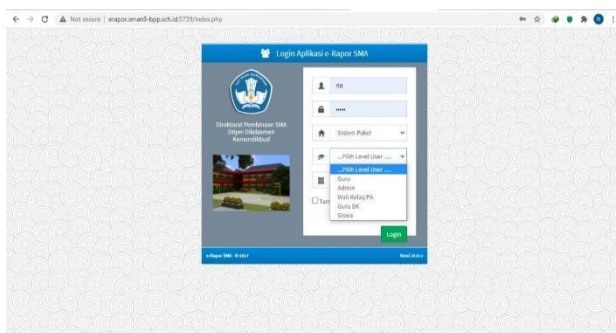 Not secure | erapor.sman9-bpp.sch.id:5739/index.php
Login Aplikasi e-Rapor SMA
ris
Direktorat Pembinaan SMA
Ditjen Dikdasmen
Kemendikbud
Sistem Paket
...Pilih Level User .....
...Pilih Level User .....
Guru
Admin
Wali Kelas/PA
Guru BK
Siswa
Tam
Login
e-Rapor SMA - © 2017